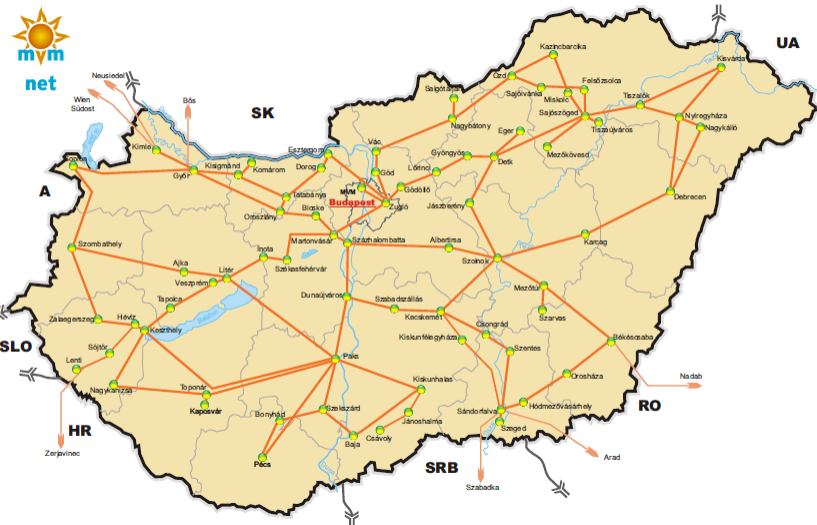 mvm
net
Neusiedel
Wien
Südost
Bős
SK
UA
A
SLO
HR
SRB
RO
Kazincbarcika
Kisvárda
Ózd
Felsőzsolca
Sajóivánka
Miskolc
Tiszalök
Salgótarján
Sajószöged
Nyíregyháza
Tiszaújváros
Nagykálló
Nagybátony
Eger
Mezőkövesd
Kimle
Esztergom
Vác
Gyöngyös
Detk
Sopron
Kisigmánd
Komárom
Dorog
Győr
Göd
Lőrinci
Gödöllő
MVM
Budapest
Zugló
Tatabánya
Oroszlány
Bicske
Jászberény
Debrecen
Martonvásár
Százhalombatta
Albertirsa
Karcag
Szombathely
Inota
Székesfehérvár
Szolnok
Ajka
Litér
Veszprém
Tapolca
Dunaújváros
Szabadszállás
Kecskemét
Mezőtúr
Szarvas
Zalaegerszeg
Hévíz
Keszthely
Balaton
Csongrád
Kiskunfélegyháza
Szentes
Békéscsaba
Söjtör
Lenti
Paks
Nagykanizsa
Toponár
Kaposvár
Kiskunhalas
Orosháza
Nadab
Bonyhád
Szekszárd
Jánoshalma
Sándorfalva
Hódmezővásárhely
Csávoly
Szeged
Baja
Zerjavinec
Pécs
Arad
Szabadka